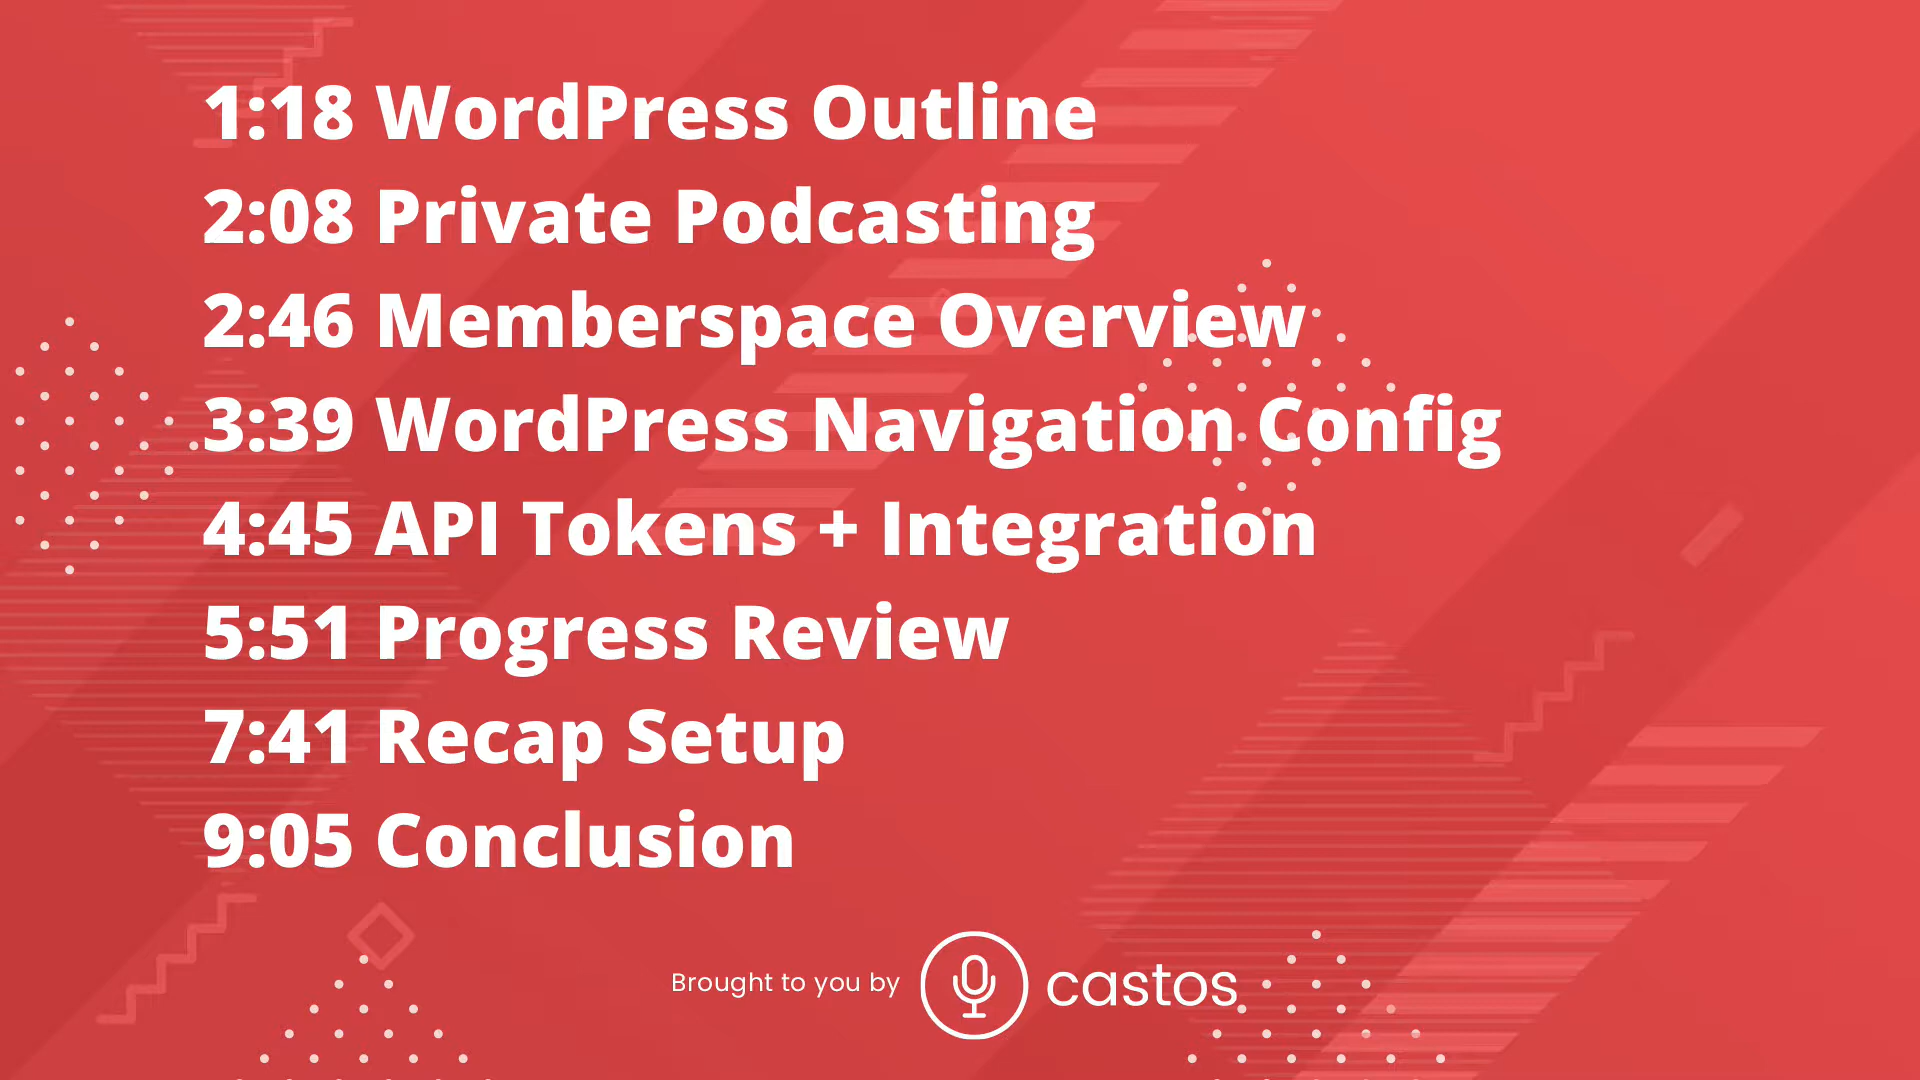 1:18 WordPress Outline
2:08 Private Podcasting
2:46 Memberspace Overview
3:39 WordPress Navigation Config
4:45 API Tokens + Integration
5:51 Progress Review
7:41 Recap Setup
9:05 Conclusion
Brought to you by castos